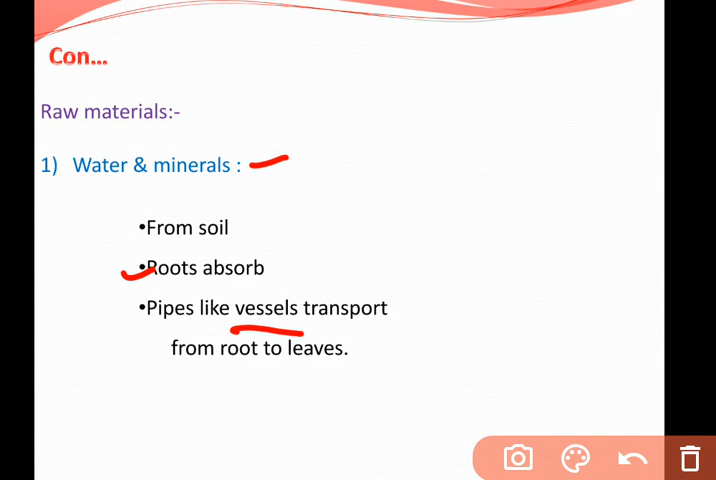 Con...
Raw materials:-
1) Water & minerals :
•From soil
•Roots absorb
•Pipes like vessels transport
from root to leaves.